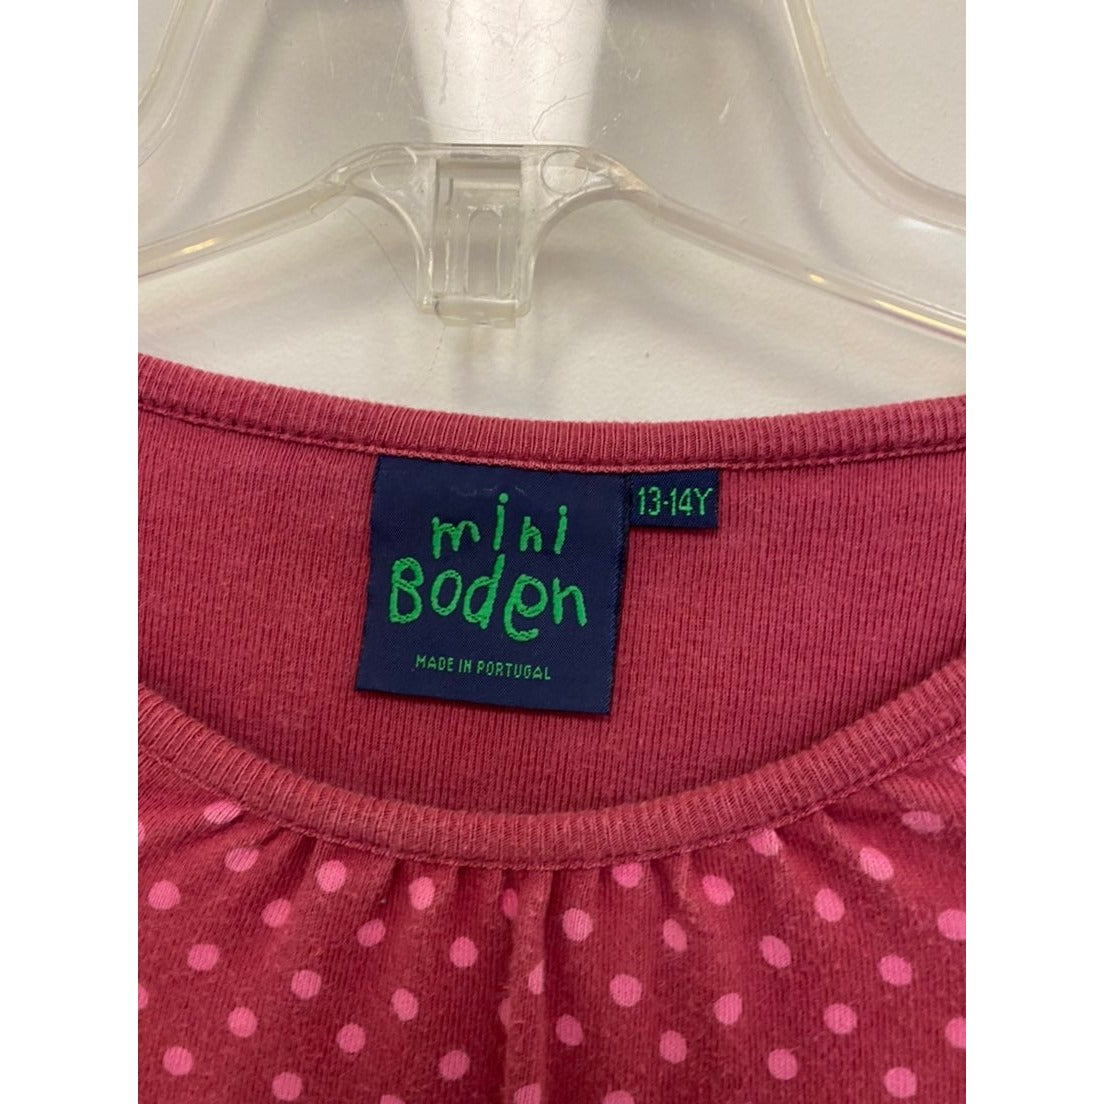 mini
Boden
MADE IN PORTUGAL
13-14Y